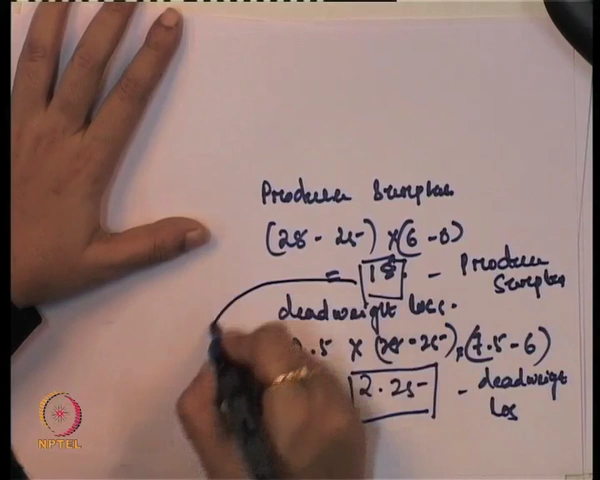 Producer Surplus
(28 - 25) × (6 - 0)
= 18 - Producer
Surplus
deadweight loss.
.5 × (28 - 25) × (7.5 - 6)
2.25 - deadweight
loss
NPTEL